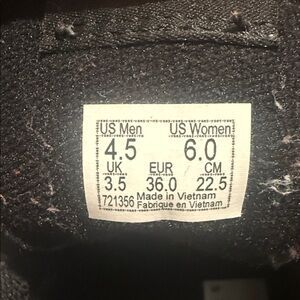 US Men US Women
4.5 6.0
UK EUR CM
3.5 36.0 22.5
721356 Made in Vietnam
Fabrique en Vietnam